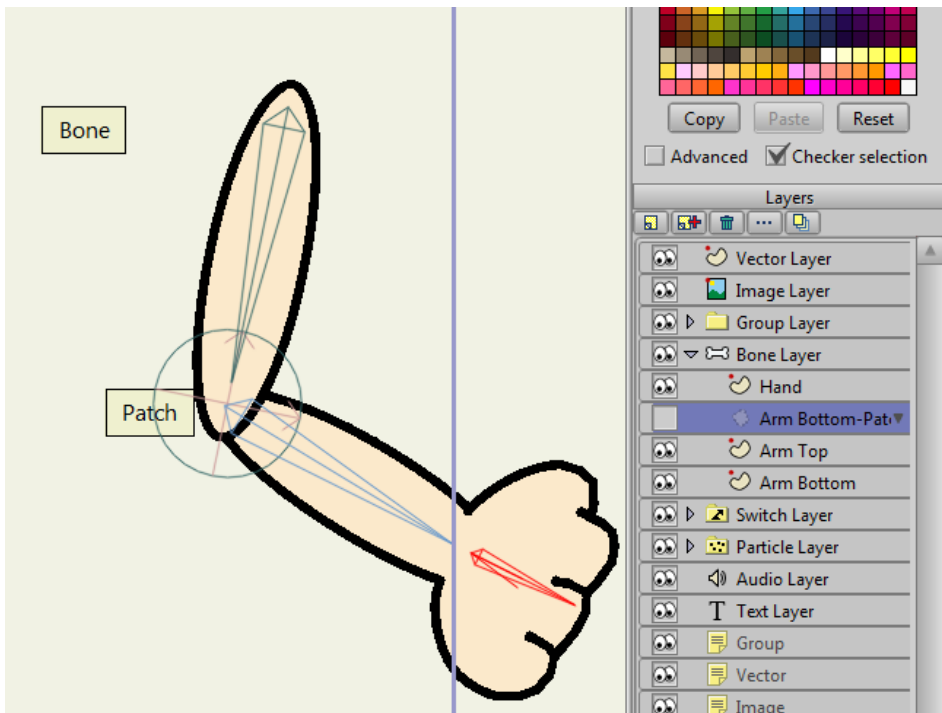 Bone
Patch
Copy
Paste
Reset
Advanced
Checker selection
Layers
Vector Layer
Image Layer
Group Layer
Bone Layer
Hand
Arm Bottom-Pat
Arm Top
Arm Bottom
Switch Layer
Particle Layer
Audio Layer
T Text Layer
Group
Vector
Image